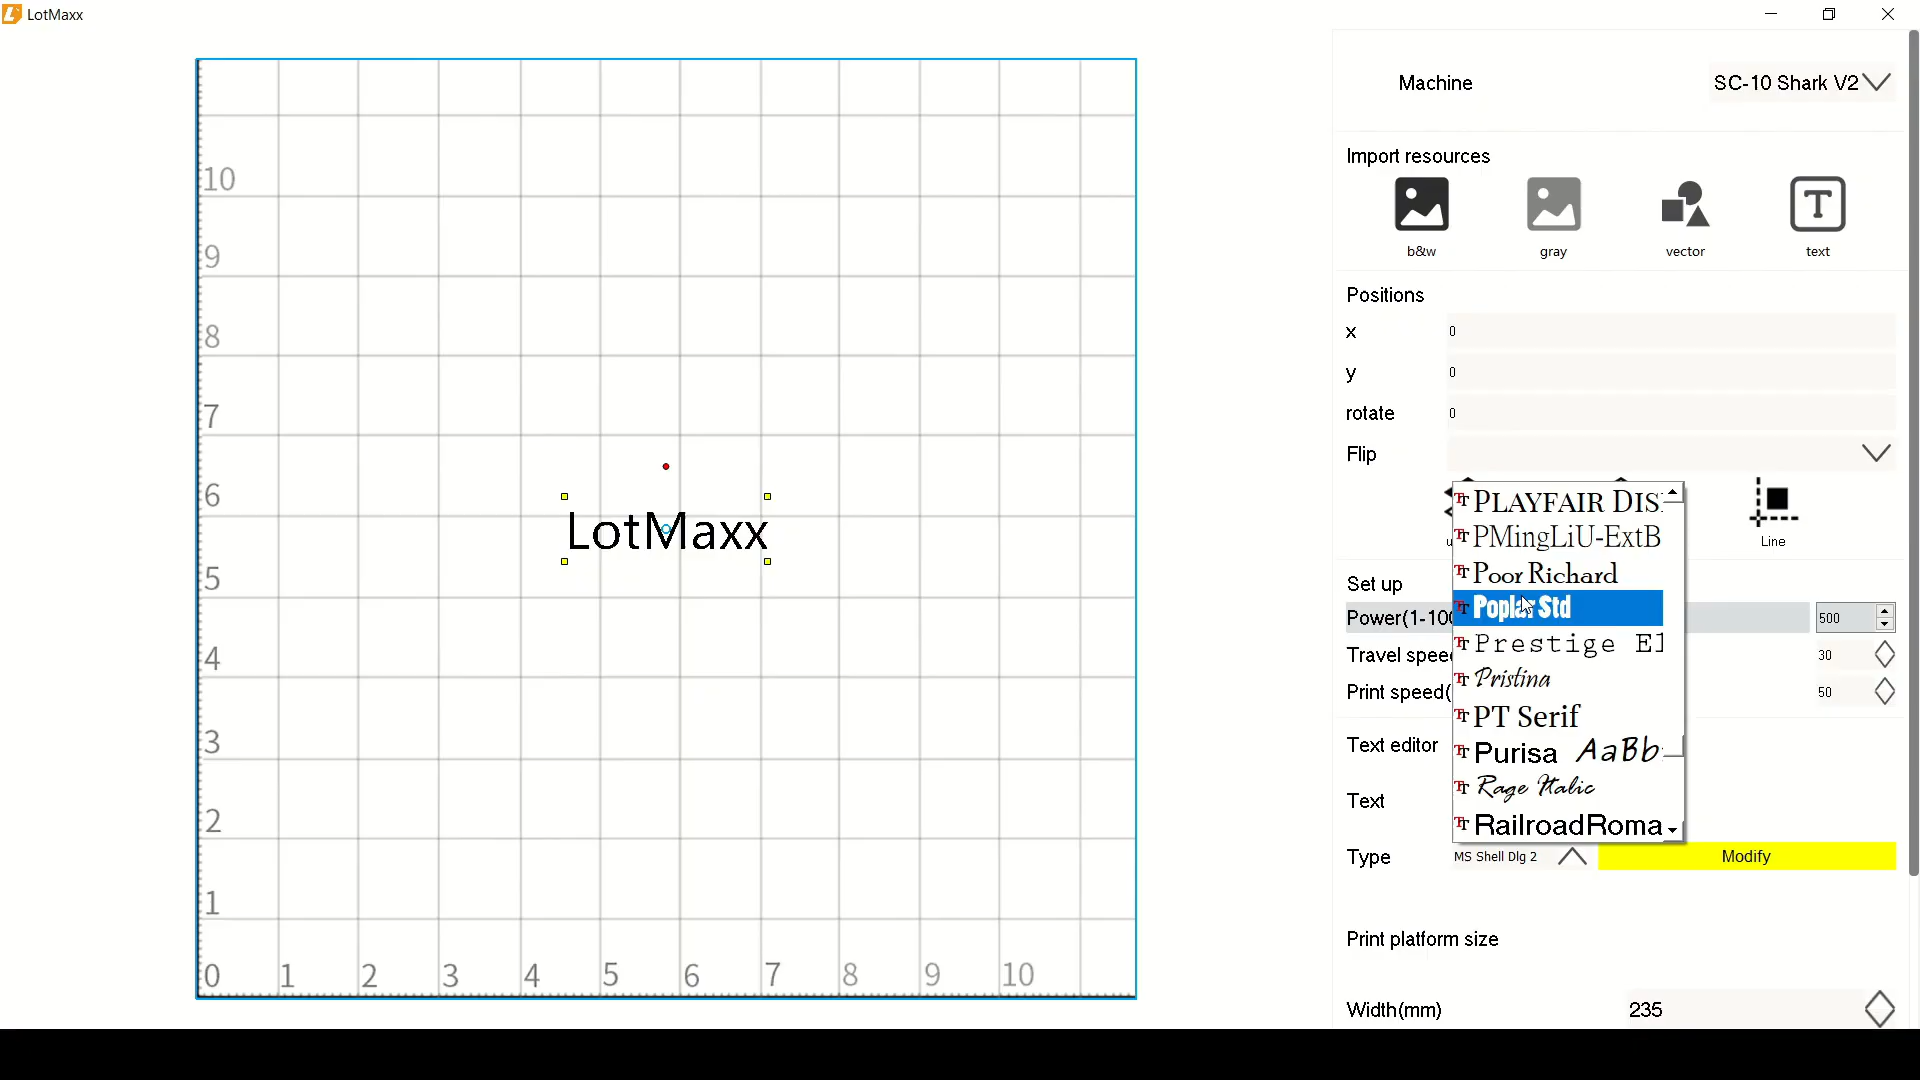 LotMaxx
Machine
SC-10 Shark V2
Import resources
b&w
gray
vector
T
text
Positions
x 0
y 0
rotate 0
Flip
Line
Set up
Power(1-100
500
Travel spee
30
Print speed(
50
PLAYFAIR DIS
PMingLiU-ExtB
Poor Richard
Poplar Std
Prestige El
Pristina
PT Serif
Purisa AaBb
Rage Italic
RailroadRoma
Text editor
Text
Type MS Shell Dlg 2 Modify
Print platform size
Width(mm) 235
LotMaxx
10
9
8
7
6
5
4
3
2
1
0 1 2 3 4 5 6 7 8 9 10